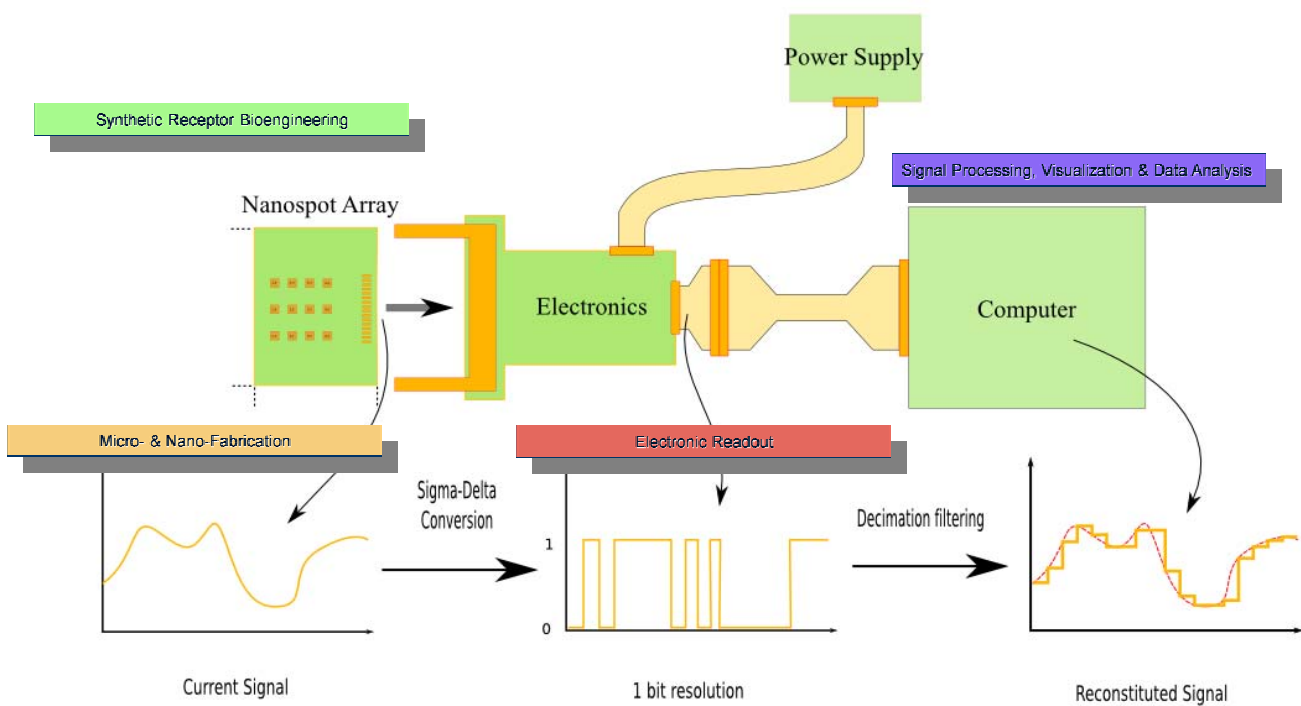 Power Supply
Synthetic Receptor Bioengineering
Signal Processing, Visualization & Data Analysis
Nanospot Array
Electronics
Computer
Micro- & Nano-Fabrication
Electronic Readout
Sigma-Delta
Conversion
Decimation filtering
1
0
Current Signal
1 bit resolution
Reconstituted Signal